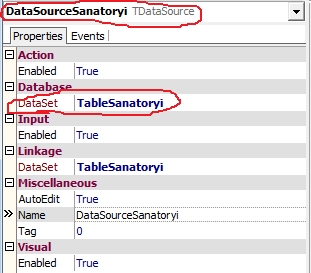 DataSourceSanatoryi TDataSource
Properties Events
Action
Enabled True
Database
DataSet TableSanatoryi
Input
Enabled True
Linkage
DataSet TableSanatoryi
Miscellaneous
AutoEdit True
Name DataSourceSanatoryi
Tag 0
Visual
Enabled True